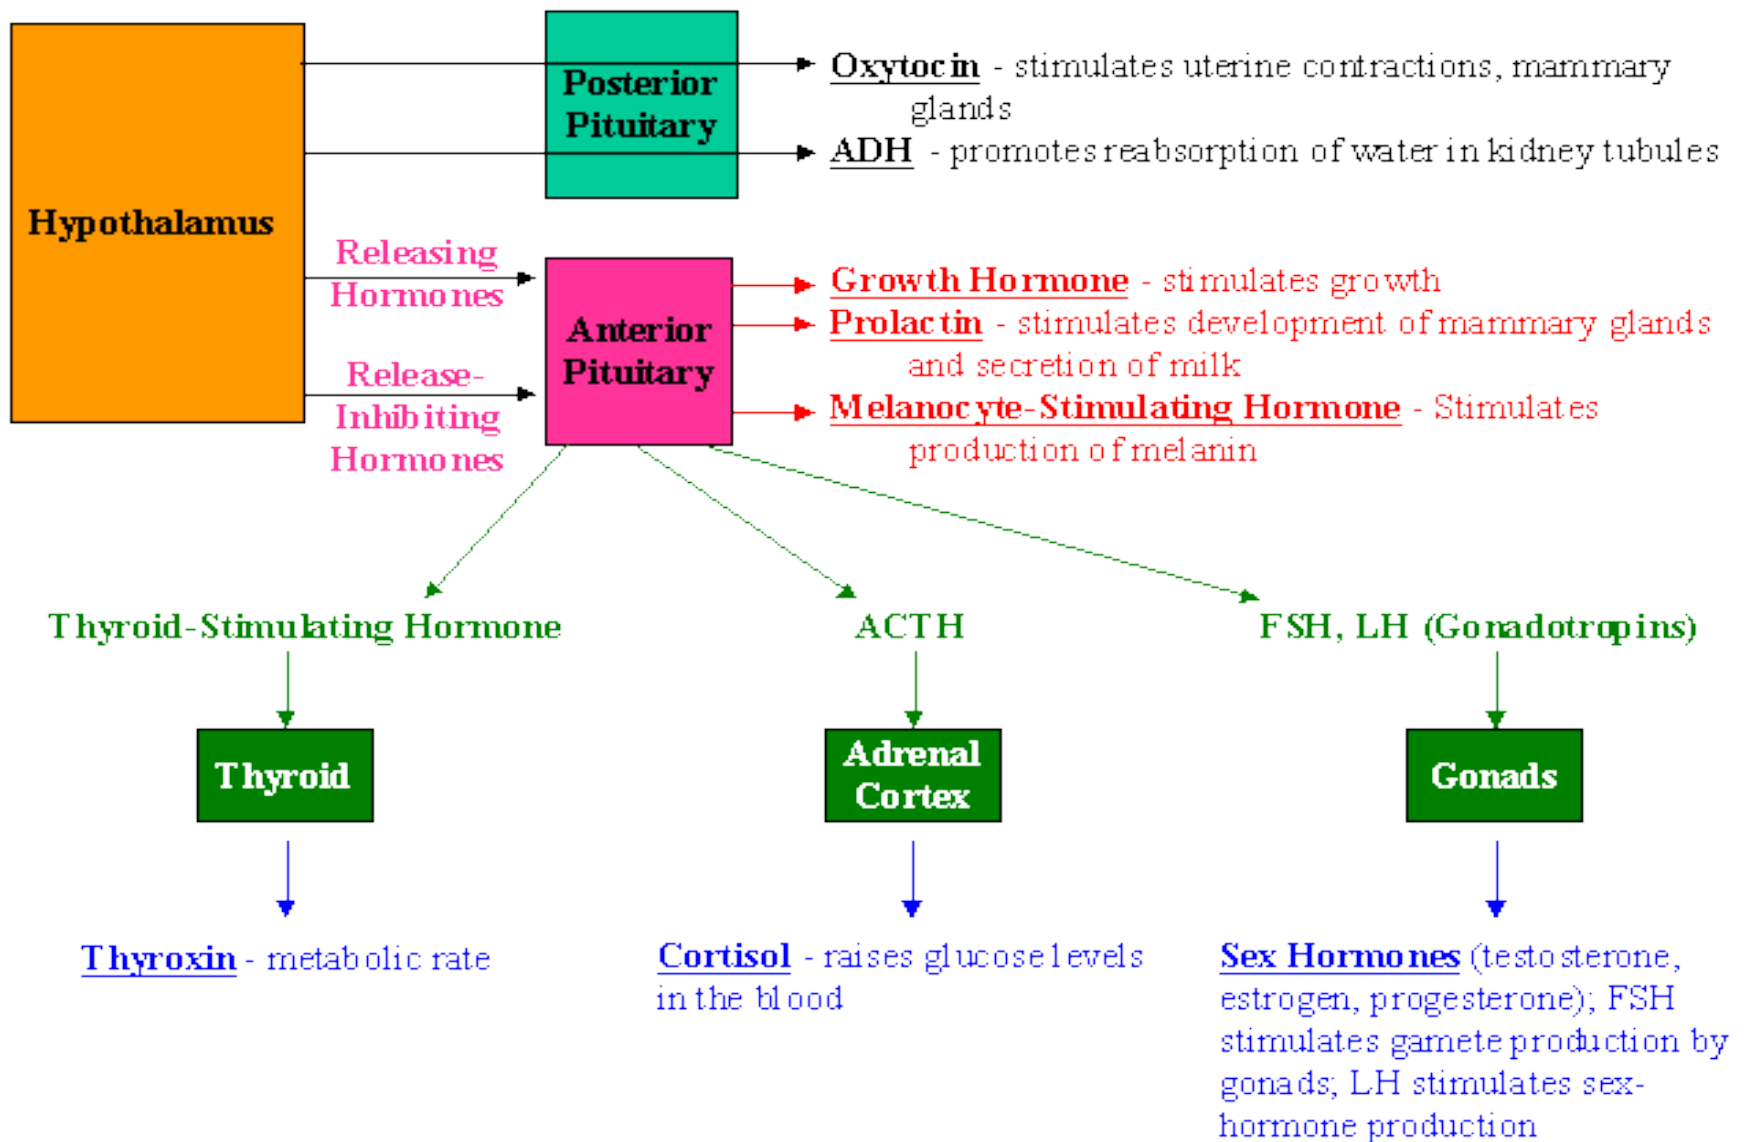 Hypothalamus
Posterior
Pituitary
Oxytocin - stimulates uterine contractions, mammary
glands
ADH - promotes reabsorption of water in kidney tubules
Releasing
Hormones
Release-
Inhibiting
Hormones
Anterior
Pituitary
Growth Hormone - stimulates growth
Prolactin - stimulates development of mammary glands
and secretion of milk
Melanocyte-Stimulating Hormone - Stimulates
production of melanin
Thyroid-Stimulating Hormone
ACTH
FSH, LH (Gonadotropins)
Thyroid
Adrenal
Cortex
Gonads
Thyroxin - metabolic rate
Cortisol - raises glucose levels
in the blood
Sex Hormones (testosterone,
estrogen, progesterone); FSH
stimulates gamete production by
gonads; LH stimulates sex-
hormone production